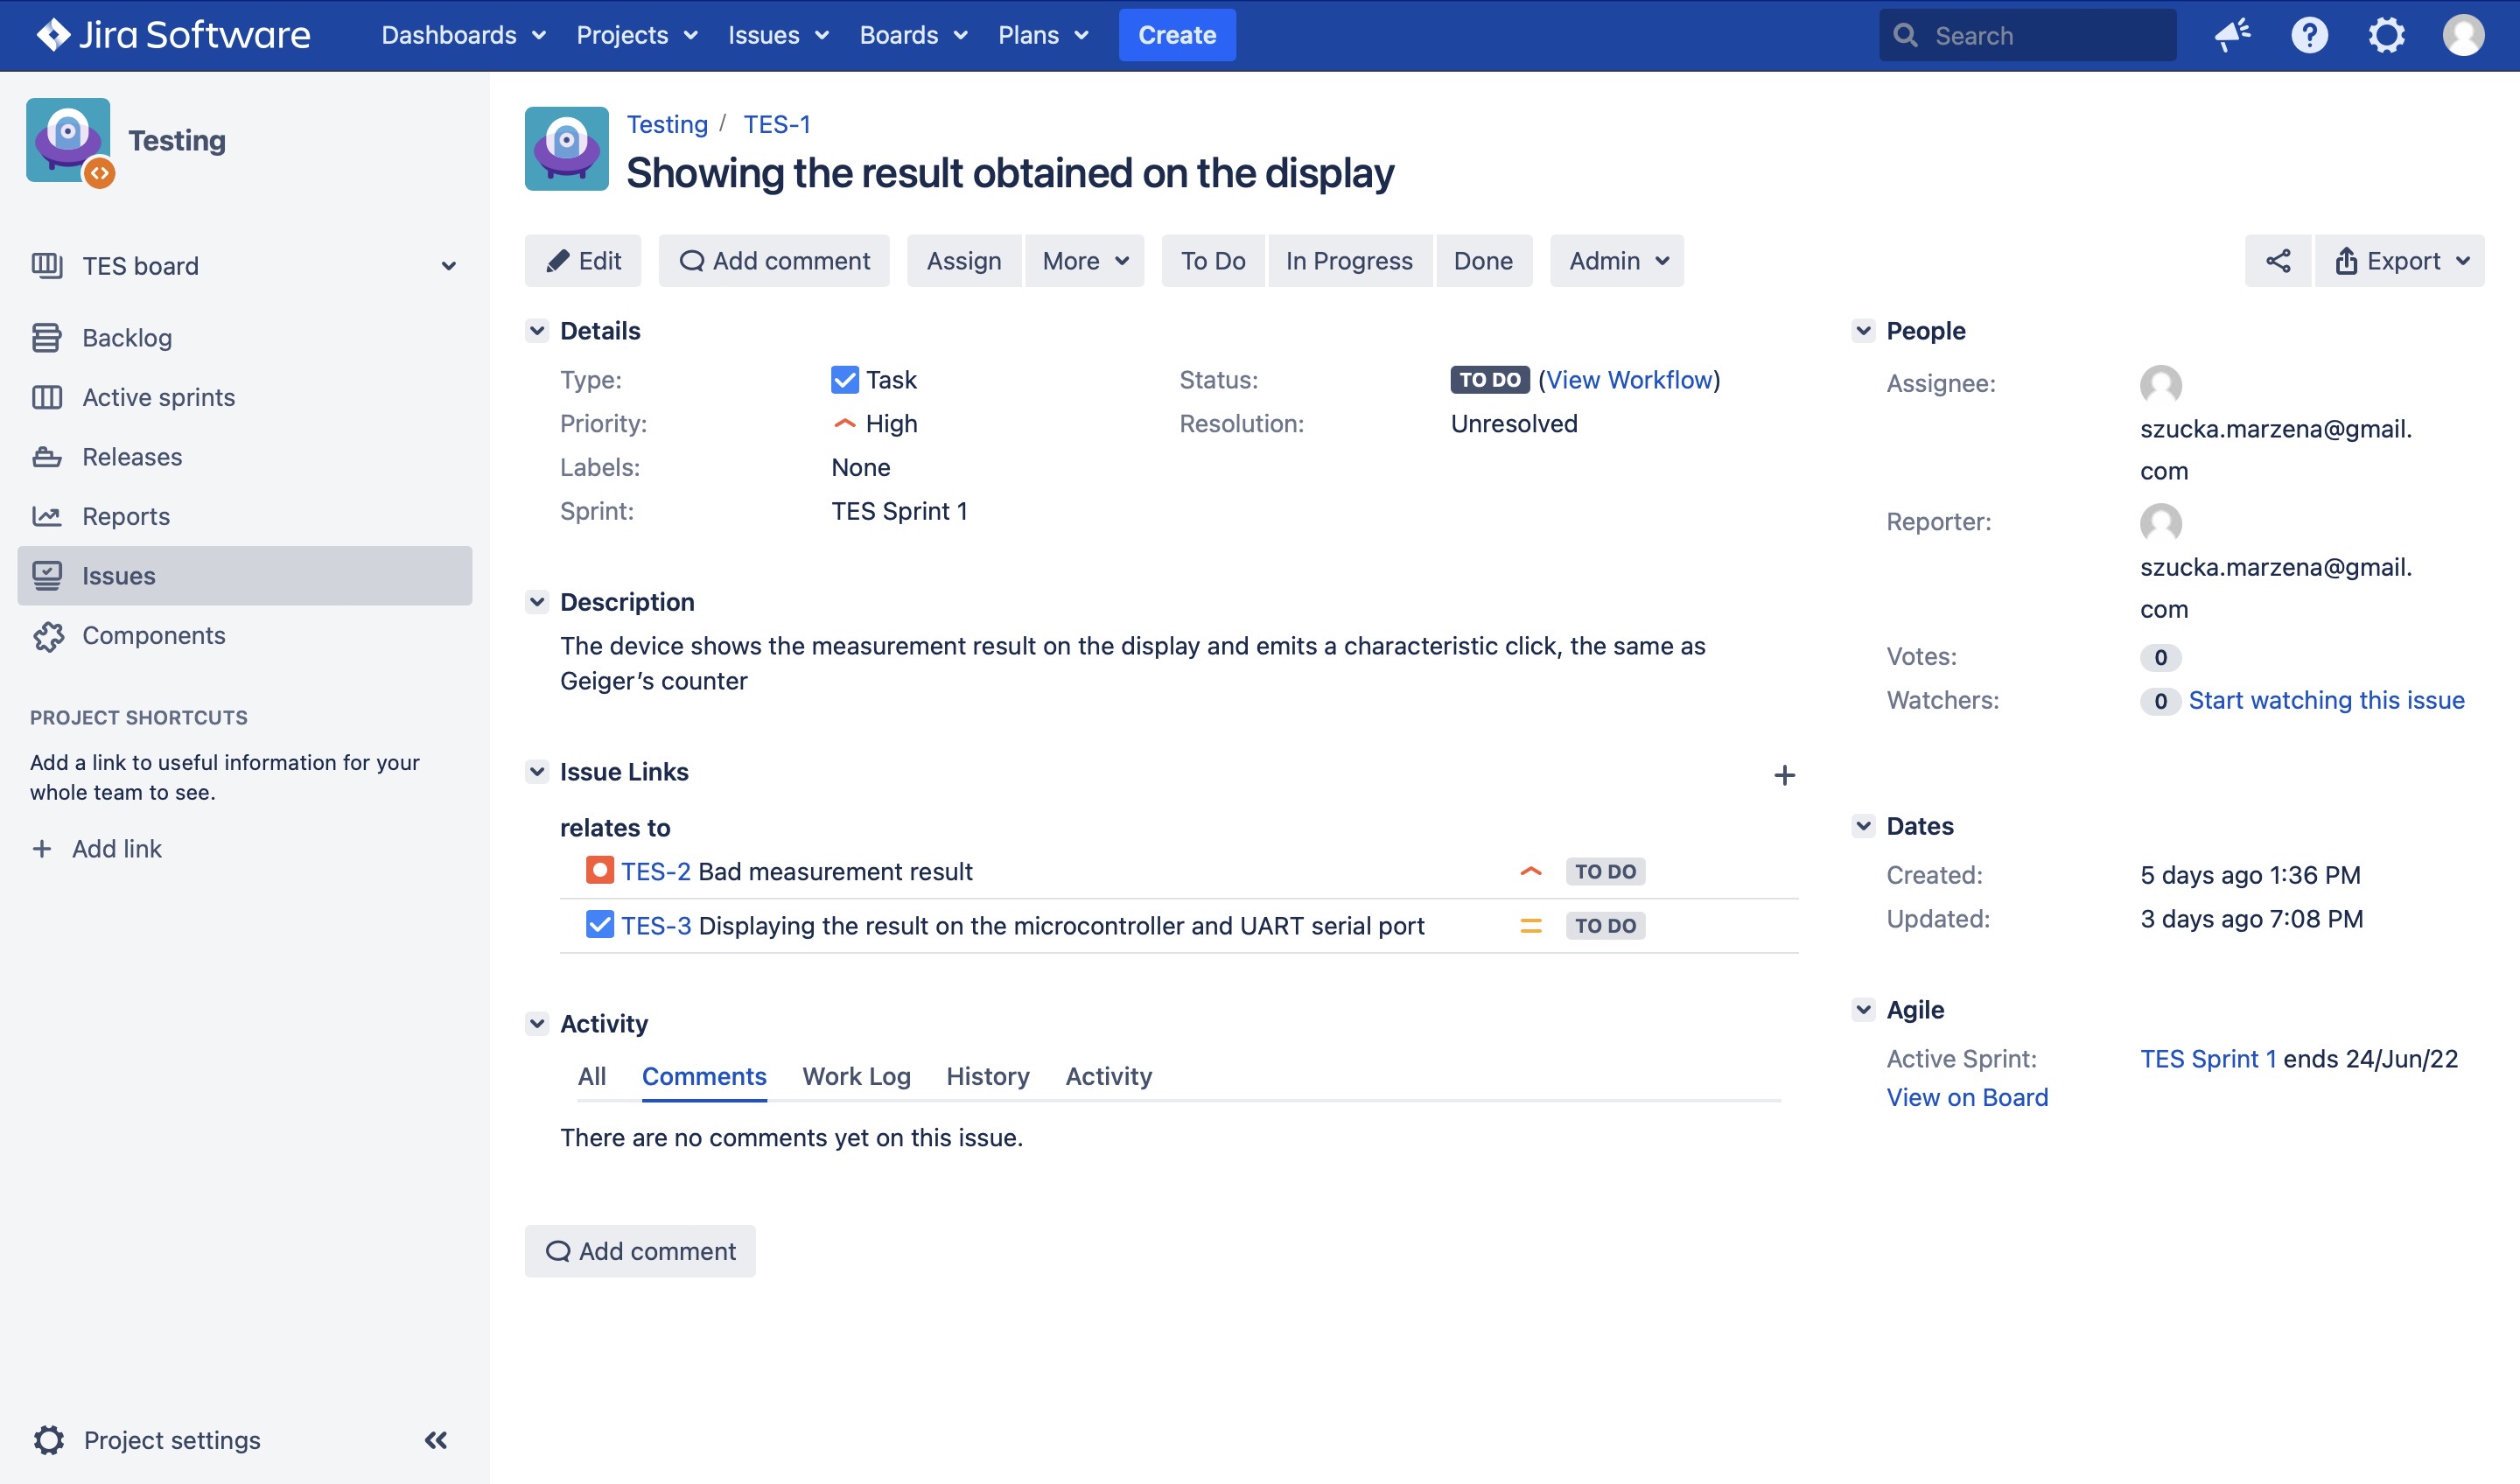 Jira Software
Dashboards
Projects
Issues
Boards
Plans
Create
Search
Testing
TES board
Backlog
Active sprints
Releases
Reports
Issues
Components
PROJECT SHORTCUTS
Add a link to useful information for your
whole team to see.
+ Add link
Project settings
Testing / TES-1
Showing the result obtained on the display
Edit
Add comment
Assign
More
To Do
In Progress
Done
Admin
Export
Details
Type: Task
Status: TO DO (View Workflow)
Priority: High
Resolution: Unresolved
Labels: None
Sprint: TES Sprint 1
Description
The device shows the measurement result on the display and emits a characteristic click, the same as
Geiger’s counter
Issue Links
relates to
TES-2 Bad measurement result TO DO
TES-3 Displaying the result on the microcontroller and UART serial port TO DO
Activity
All
Comments
Work Log
History
Activity
There are no comments yet on this issue.
Add comment
People
Assignee:
szucka.marzena@gmail.
com
Reporter:
szucka.marzena@gmail.
com
Votes: 0
Watchers: 0 Start watching this issue
Dates
Created: 5 days ago 1:36 PM
Updated: 3 days ago 7:08 PM
Agile
Active Sprint: TES Sprint 1 ends 24/Jun/22
View on Board